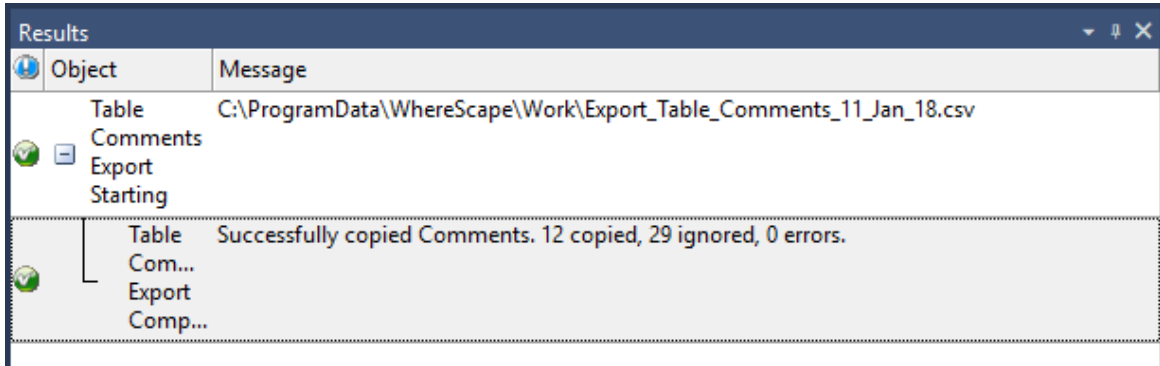 Results
Object Message
Table C:\ProgramData\WhereScape\Work\Export_Table_Comments_11_Jan_18.csv
Comments
Export
Starting
Table Successfully copied Comments. 12 copied, 29 ignored, 0 errors.
Com...
Export
Comp...